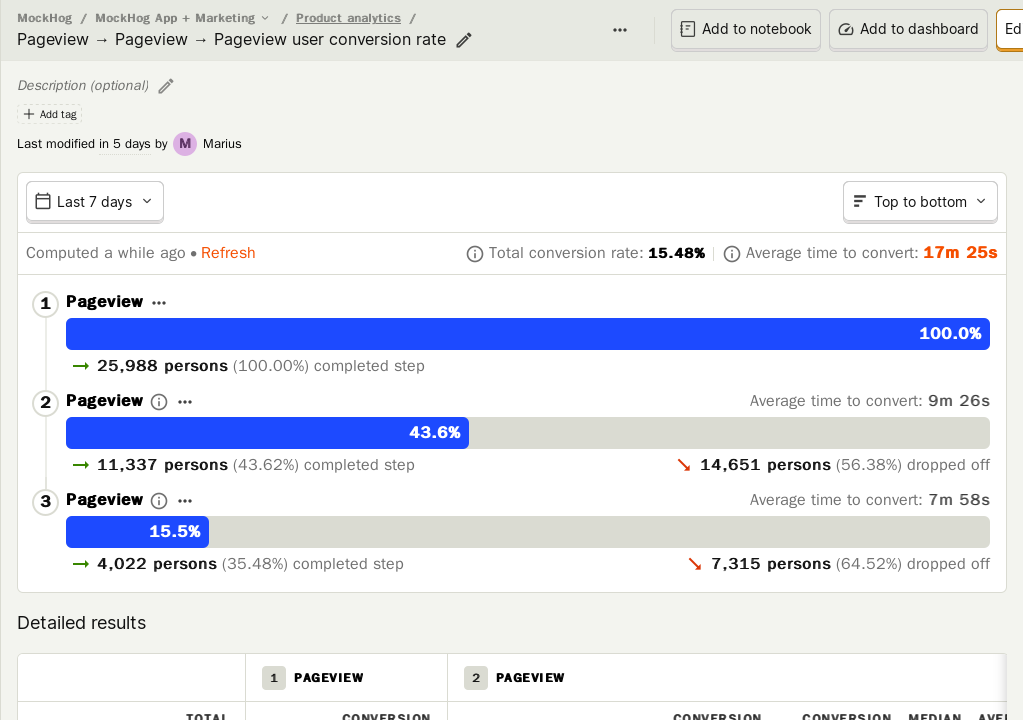 MockHog / MockHog App + Marketing / Product analytics /
Pageview → Pageview → Pageview user conversion rate
Add to notebook
Add to dashboard
Ed
Description (optional)
Add tag
Last modified in 5 days by M Marius
Last 7 days
Top to bottom
Computed a while ago • Refresh
Total conversion rate: 15.48%
Average time to convert: 17m 25s
1 Pageview
100.0%
→ 25,988 persons (100.00%) completed step
2 Pageview
Average time to convert: 9m 26s
43.6%
→ 11,337 persons (43.62%) completed step
↘ 14,651 persons (56.38%) dropped off
3 Pageview
Average time to convert: 7m 58s
15.5%
→ 4,022 persons (35.48%) completed step
↘ 7,315 persons (64.52%) dropped off
Detailed results
1 PAGEVIEW
2 PAGEVIEW
TOTAL CONVERSION CONVERSION CONVERSION MEDIAN AVE